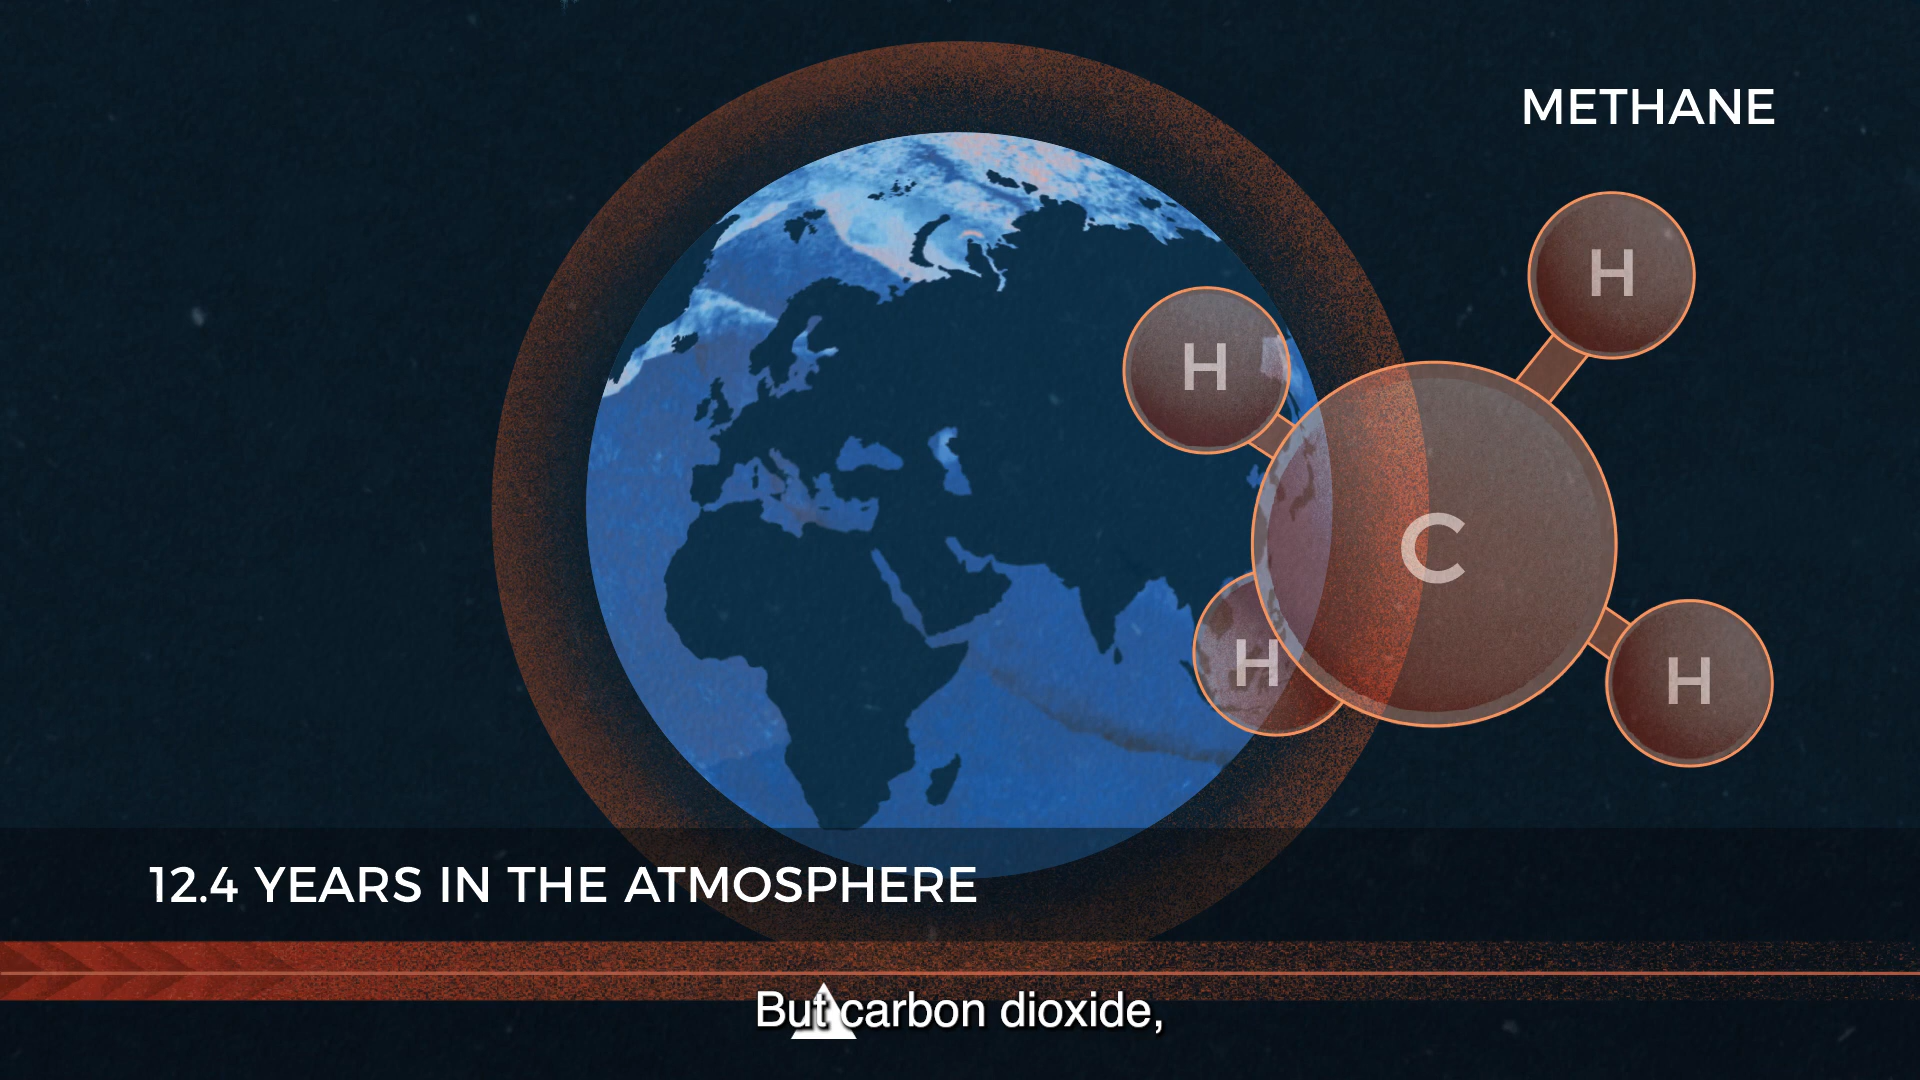 METHANE
H
H
C
H
H
12.4 YEARS IN THE ATMOSPHERE
But carbon dioxide,